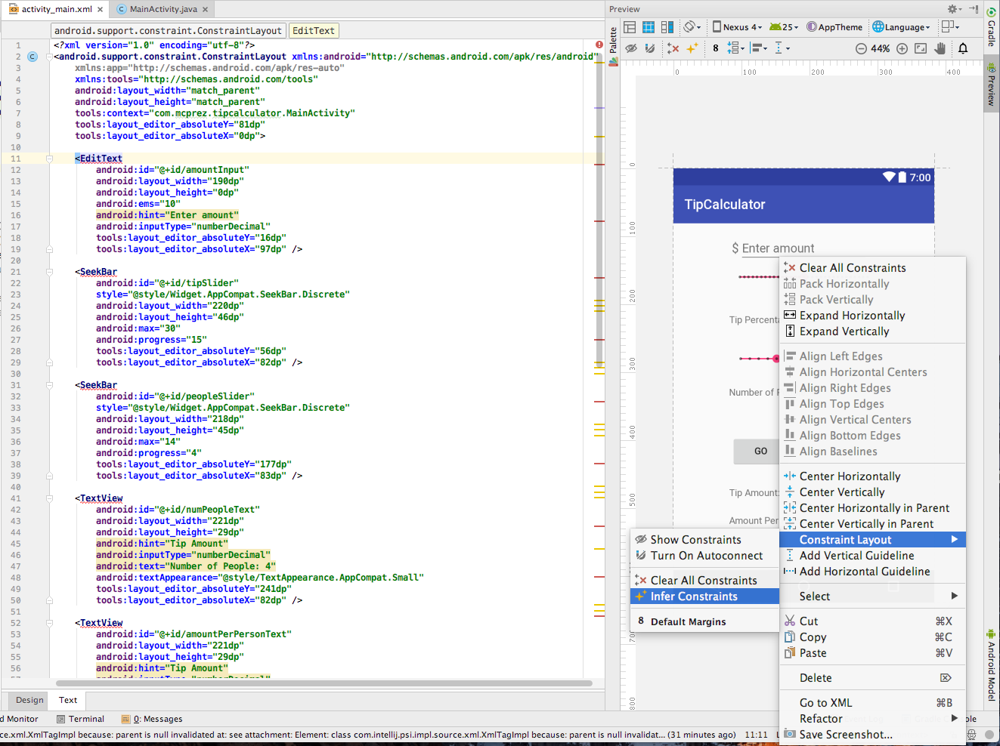 activity_main.xml
MainActivity.java
Preview
android.support.constraint.ConstraintLayout
EditText
Palette
Nexus 4
25
AppTheme
Language
8
44%
Gradle
Preview
Android Model
0 100 200 300 400
0
100
200
300
400
500
800
1 <?xml version="1.0" encoding="utf-8"?>
2 <android.support.constraint.ConstraintLayout xmlns:android="http://schemas.android.com/apk/res/android"
3 xmlns:app="http://schemas.android.com/apk/res-auto"
4 xmlns:tools="http://schemas.android.com/tools"
5 android:layout_width="match_parent"
6 android:layout_height="match_parent"
7 tools:context="com.mcprez.tipcalculator.MainActivity"
8 tools:layout_editor_absoluteY="81dp"
9 tools:layout_editor_absoluteX="0dp">
10
11 <EditText
12 android:id="@+id/amountInput"
13 android:layout_width="190dp"
14 android:layout_height="0dp"
15 android:ems="10"
16 android:hint="Enter amount"
17 android:inputType="numberDecimal"
18 tools:layout_editor_absoluteY="16dp"
19 tools:layout_editor_absoluteX="97dp" />
20
21 <SeekBar
22 android:id="@+id/tipSlider"
23 style="@style/Widget.AppCompat.SeekBar.Discrete"
24 android:layout_width="220dp"
25 android:layout_height="46dp"
26 android:max="30"
27 android:progress="15"
28 tools:layout_editor_absoluteY="56dp"
29 tools:layout_editor_absoluteX="82dp" />
30
31 <SeekBar
32 android:id="@+id/peopleSlider"
33 style="@style/Widget.AppCompat.SeekBar.Discrete"
34 android:layout_width="218dp"
35 android:layout_height="45dp"
36 android:max="14"
37 android:progress="4"
38 tools:layout_editor_absoluteY="177dp"
39 tools:layout_editor_absoluteX="83dp" />
40
41 <TextView
42 android:id="@+id/numPeopleText"
43 android:layout_width="221dp"
44 android:layout_height="29dp"
45 android:hint="Tip Amount"
46 android:inputType="numberDecimal"
47 android:text="Number of People: 4"
48 android:textAppearance="@style/TextAppearance.AppCompat.Small"
49 tools:layout_editor_absoluteY="241dp"
50 tools:layout_editor_absoluteX="82dp" />
51
52 <TextView
53 android:id="@+id/amountPerPersonText"
54 android:layout_width="221dp"
55 android:layout_height="29dp"
56 android:hint="Tip Amount"
7:00
TipCalculator
$ Enter amount
Tip Percenta
Number of
GO
Tip Amount:
Amount Per
Clear All Constraints
Pack Horizontally
Pack Vertically
Expand Horizontally
Expand Vertically
Align Left Edges
Align Horizontal Centers
Align Right Edges
Align Top Edges
Align Vertical Centers
Align Bottom Edges
Align Baselines
Center Horizontally
Center Vertically
Center Horizontally in Parent
Center Vertically in Parent
Constraint Layout
Add Vertical Guideline
Add Horizontal Guideline
Select
Cut ⌘X
Copy ⌘C
Paste ⌘V
Delete ⌦
Go to XML ⌘B
Refactor
Save Screenshot...
Show Constraints
Turn On Autoconnect
Clear All Constraints
Infer Constraints
8 Default Margins
Design
Text
d Monitor
Terminal
0: Messages
ce.xml.XmlTagImpl because: parent is null invalidated at: see attachment: Element: class com.intellij.psi.impl.source.xml.XmlTagImpl because: parent is null invalidat... (31 minutes ago)
11:11